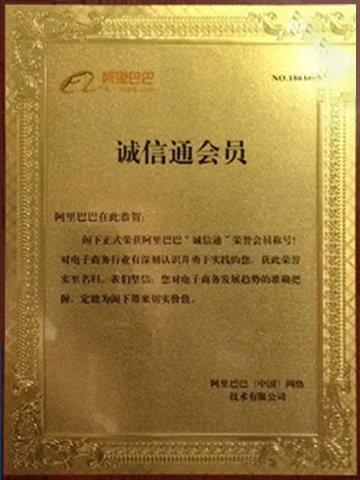 阿里巴巴
诚信通会员
阿里巴巴在此恭贺：
阁下正式荣获阿里巴巴“诚信通”荣誉会员称号！
对电子商务行业有深刻认识并勇于实践的您，获此荣誉
实至名归。我们坚信：您对电子商务发展趋势的准确把
握，定能为阁下带来切实价值。
阿里巴巴（中国）网络
技术有限公司